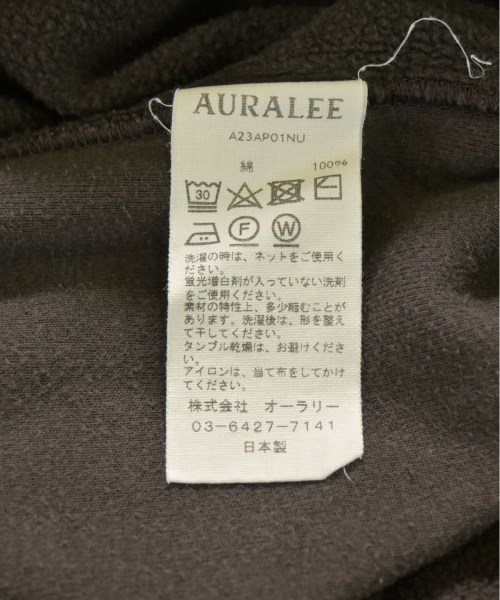 AURALEE
A23AP01NU
綿 100%
30
F W
洗濯の時は、ネットをご使用く
ださい。
蛍光増白剤が入っていない洗剤
をご使用ください。
素材の特性上、多少縮むことが
あります。洗濯後は、形を整え
て干してください。
タンブル乾燥は、お避けくださ
い。
アイロンは、当て布をしてかけ
てください。
株式会社 オーラリー
03-6427-7141
日本製